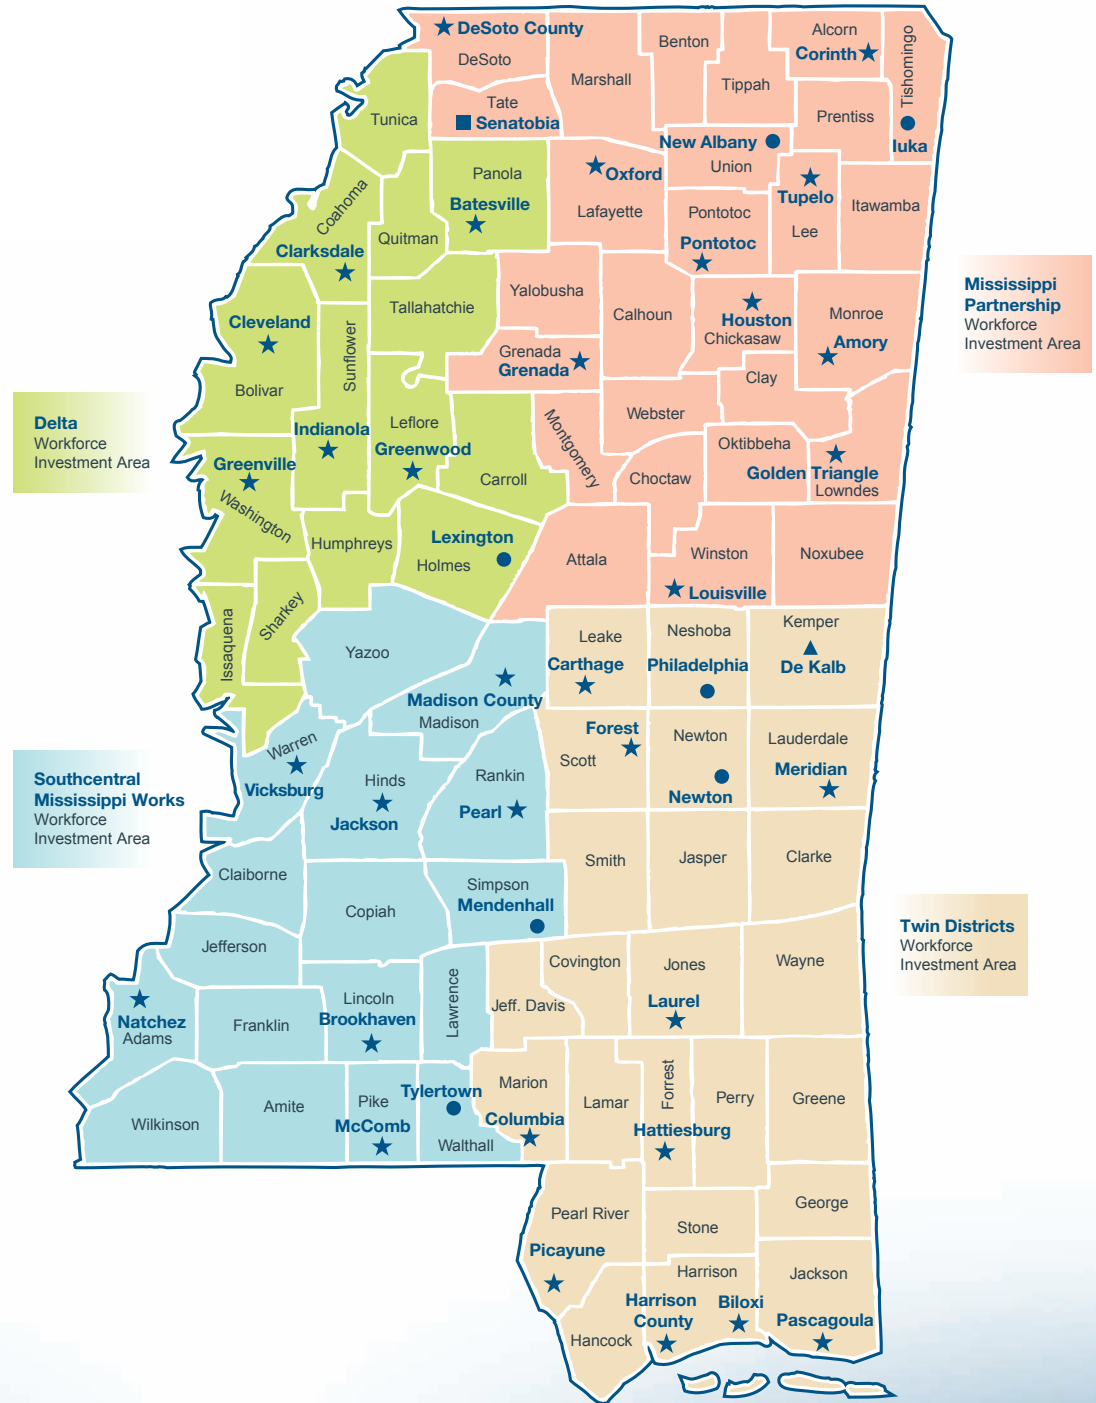 DeSoto County
DeSoto
Tate
Senatobia
Marshall
Benton
Tippah
Alcorn
Corinth
Tishomingo
Iuka
Prentiss
Tunica
Panola
Batesville
Coahoma
Clarksdale
Quitman
Oxford
Lafayette
New Albany
Union
Pontotoc
Pontotoc
Tupelo
Lee
Itawamba
Mississippi
Partnership
Workforce
Investment Area
Cleveland
Bolivar
Sunflower
Indianola
Tallahatchie
Yalobusha
Grenada
Grenada
Calhoun
Houston
Chickasaw
Monroe
Amory
Clay
Delta
Workforce
Investment Area
Greenville
Washington
Leflore
Greenwood
Carroll
Montgomery
Webster
Choctaw
Oktibbeha
Golden Triangle
Lowndes
Humphreys
Lexington
Holmes
Attala
Winston
Louisville
Noxubee
Issaquena
Sharkey
Yazoo
Madison County
Madison
Leake
Carthage
Neshoba
Philadelphia
Kemper
De Kalb
Southcentral
Mississippi Works
Workforce
Investment Area
Warren
Vicksburg
Hinds
Jackson
Rankin
Pearl
Forest
Scott
Newton
Newton
Lauderdale
Meridian
Claiborne
Copiah
Simpson
Mendenhall
Smith
Jasper
Clarke
Twin Districts
Workforce
Investment Area
Jefferson
Natchez
Adams
Franklin
Lincoln
Brookhaven
Lawrence
Jeff. Davis
Covington
Jones
Laurel
Wayne
Wilkinson
Amite
Pike
McComb
Tylertown
Walthall
Marion
Columbia
Lamar
Forrest
Hattiesburg
Perry
Greene
Pearl River
Picayune
Stone
George
Hancock
Harrison
Harrison
County
Biloxi
Jackson
Pascagoula